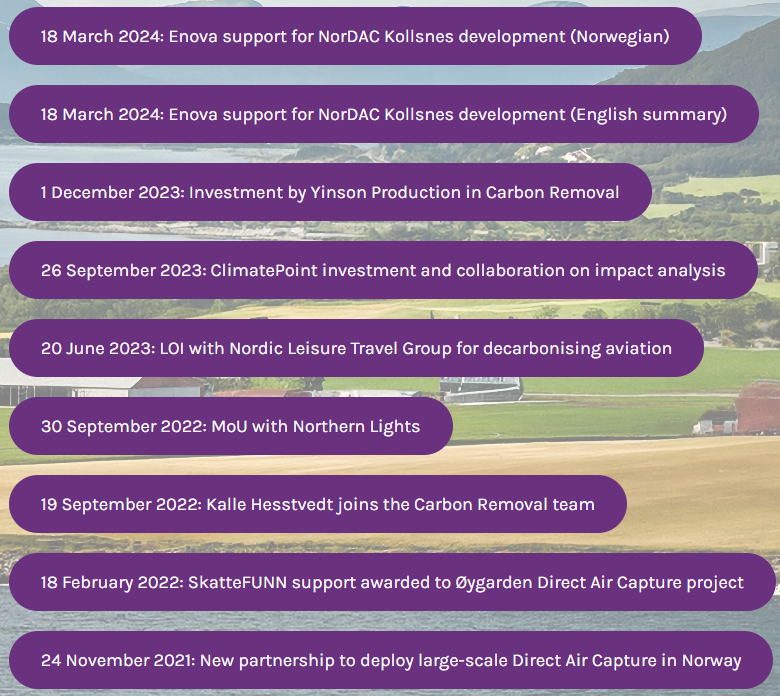 18 March 2024: Enova support for NorDAC Kollsnes development (Norwegian)
18 March 2024: Enova support for NorDAC Kollsnes development (English summary)
1 December 2023: Investment by Yinson Production in Carbon Removal
26 September 2023: ClimatePoint investment and collaboration on impact analysis
20 June 2023: LOI with Nordic Leisure Travel Group for decarbonising aviation
30 September 2022: MoU with Northern Lights
19 September 2022: Kalle Hesstvedt joins the Carbon Removal team
18 February 2022: SkatteFUNN support awarded to Øygarden Direct Air Capture project
24 November 2021: New partnership to deploy large-scale Direct Air Capture in Norway